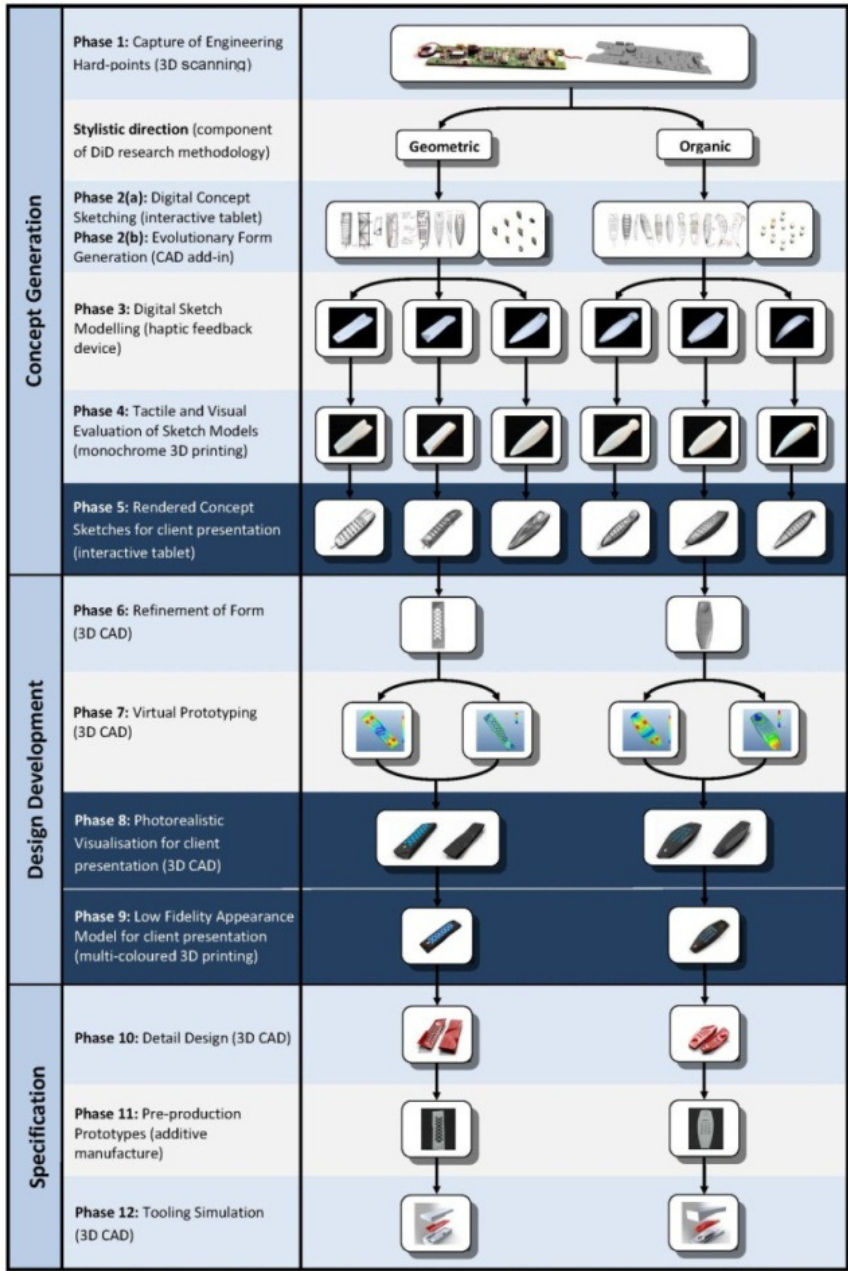 Concept Generation
Phase 1: Capture of Engineering
Hard-points (3D scanning)
Stylistic direction (component
of DiD research methodology)
Geometric
Organic
Phase 2(a): Digital Concept
Sketching (interactive tablet)
Phase 2(b): Evolutionary Form
Generation (CAD add-in)
Phase 3: Digital Sketch
Modelling (haptic feedback
device)
Phase 4: Tactile and Visual
Evaluation of Sketch Models
(monochrome 3D printing)
Phase 5: Rendered Concept
Sketches for client presentation
(interactive tablet)
Design Development
Phase 6: Refinement of Form
(3D CAD)
Phase 7: Virtual Prototyping
(3D CAD)
Phase 8: Photorealistic
Visualisation for client
presentation (3D CAD)
Phase 9: Low Fidelity Appearance
Model for client presentation
(multi-coloured 3D printing)
Specification
Phase 10: Detail Design (3D CAD)
Phase 11: Pre-production
Prototypes (additive
manufacture)
Phase 12: Tooling Simulation
(3D CAD)